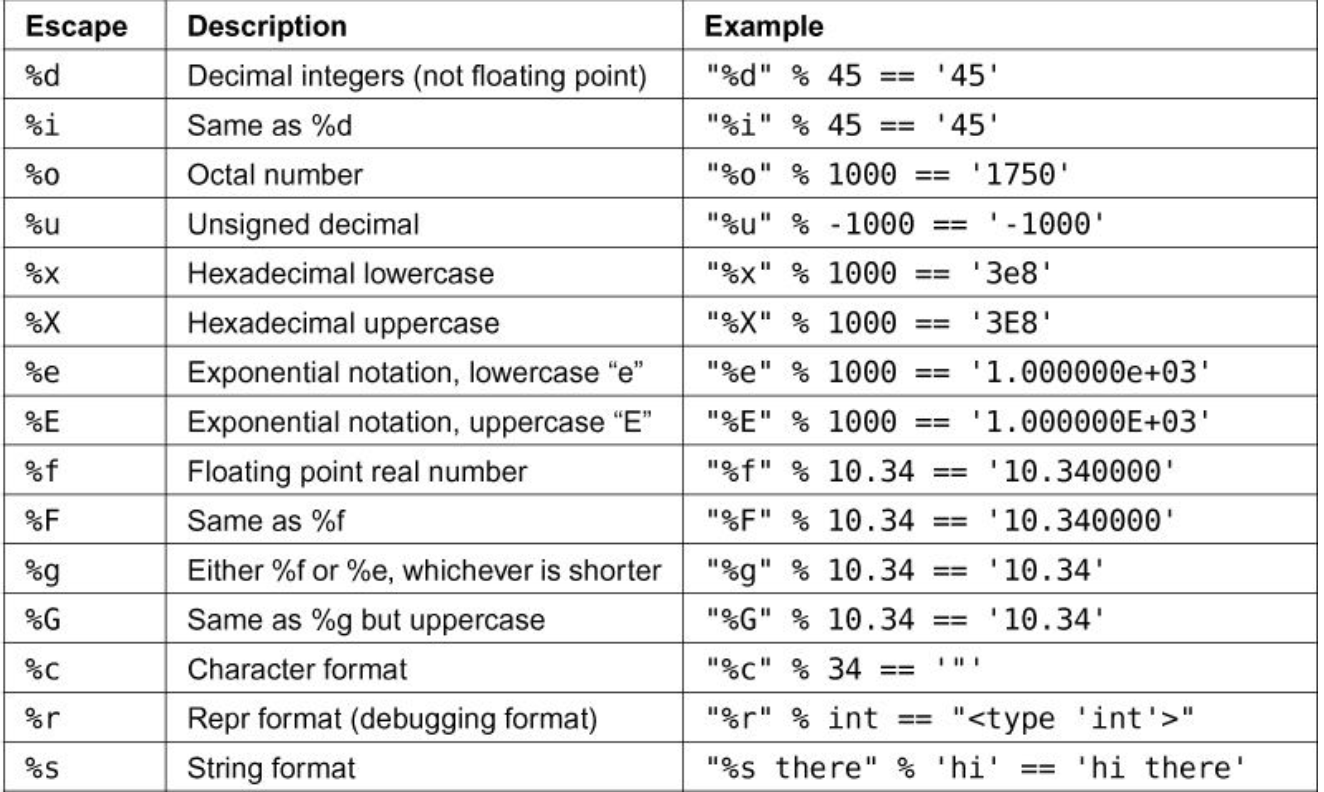 Escape Description Example
%d Decimal integers (not floating point) "%d" % 45 == '45'
%i Same as %d "%i" % 45 == '45'
%o Octal number "%o" % 1000 == '1750'
%u Unsigned decimal "%u" % -1000 == '-1000'
%x Hexadecimal lowercase "%x" % 1000 == '3e8'
%X Hexadecimal uppercase "%X" % 1000 == '3E8'
%e Exponential notation, lowercase “e” "%e" % 1000 == '1.000000e+03'
%E Exponential notation, uppercase “E” "%E" % 1000 == '1.000000E+03'
%f Floating point real number "%f" % 10.34 == '10.340000'
%F Same as %f "%F" % 10.34 == '10.340000'
%g Either %f or %e, whichever is shorter "%g" % 10.34 == '10.34'
%G Same as %g but uppercase "%G" % 10.34 == '10.34'
%c Character format "%c" % 34 == '"'
%r Repr format (debugging format) "%r" % int == "<type 'int'>"
%s String format "%s there" % 'hi' == 'hi there'